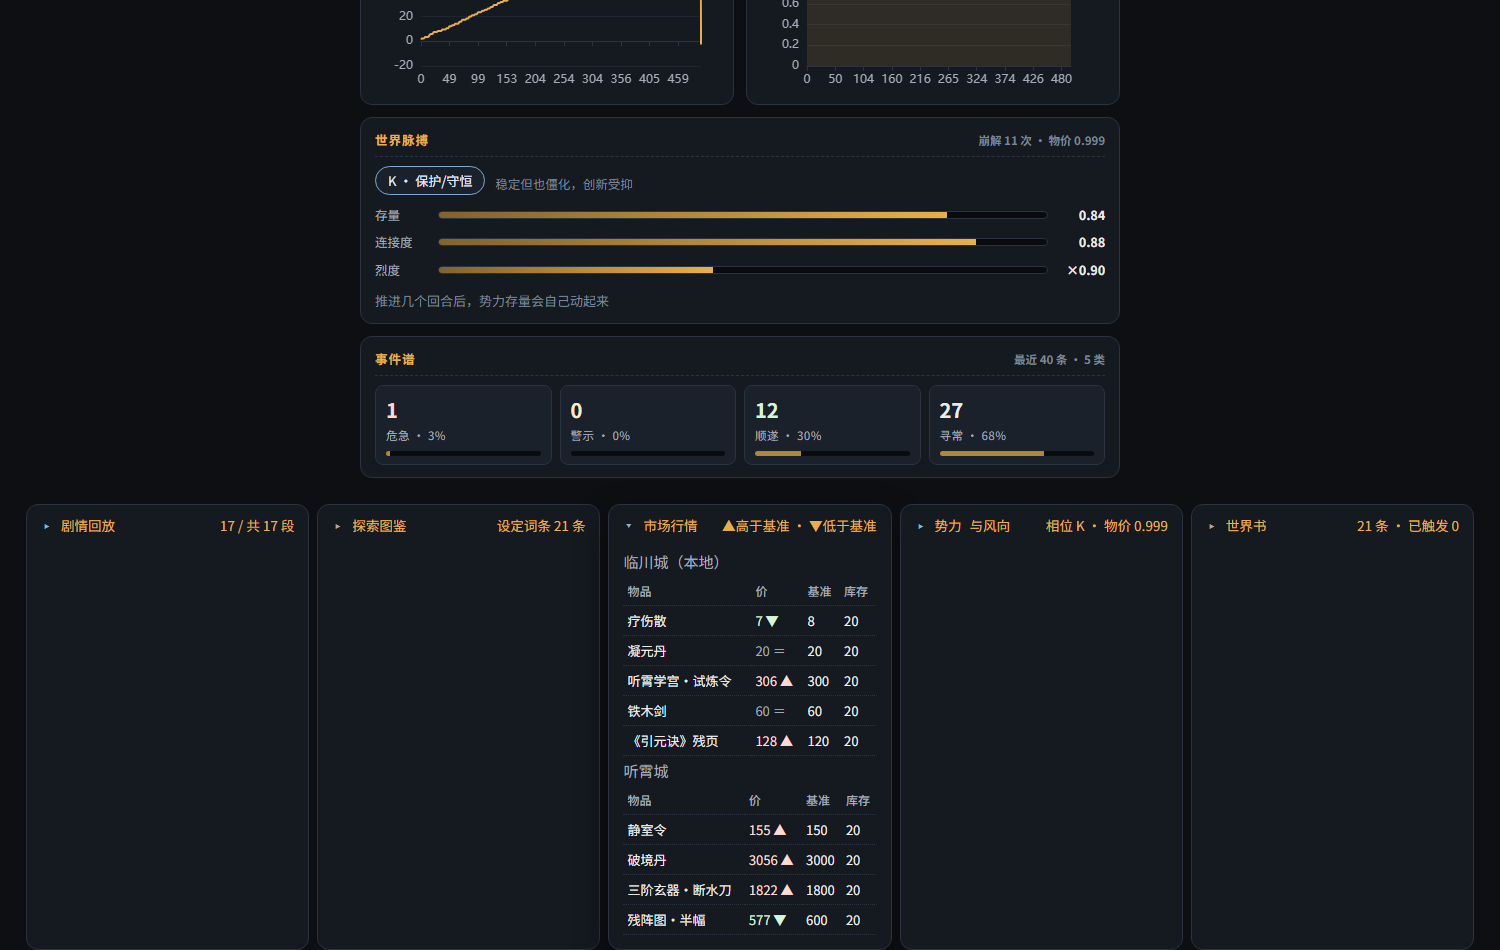 20
0
-20
0 49 99 153 204 254 304 356 405 459
0.6
0.4
0.2
0
0 50 104 160 216 265 324 374 426 480
世界脉搏 崩解 11 次 · 物价 0.999
K · 保护/守恒 稳定但也僵化，创新受抑
存量 0.84
连接度 0.88
烈度 ×0.90
推进几个回合后，势力存量会自己动起来
事件谱 最近 40 条 · 5 类
1
危急 · 3%
0
警示 · 0%
12
顺遂 · 30%
27
寻常 · 68%
▸ 剧情回放 17 / 共 17 段
▸ 探索图鉴 设定词条 21 条
▾ 市场行情 ▲高于基准 · ▼低于基准
临川城（本地）
物品 价 基准 库存
疗伤散 7 ▼ 8 20
凝元丹 20 ＝ 20 20
听霄学宫·试炼令 306 ▲ 300 20
铁木剑 60 ＝ 60 20
《引元诀》残页 128 ▲ 120 20
听霄城
物品 价 基准 库存
静室令 155 ▲ 150 20
破境丹 3056 ▲ 3000 20
三阶玄器·断水刀 1822 ▲ 1800 20
残阵图·半幅 577 ▼ 600 20
▸ 势力 与风向 相位 K · 物价 0.999
▸ 世界书 21 条 · 已触发 0